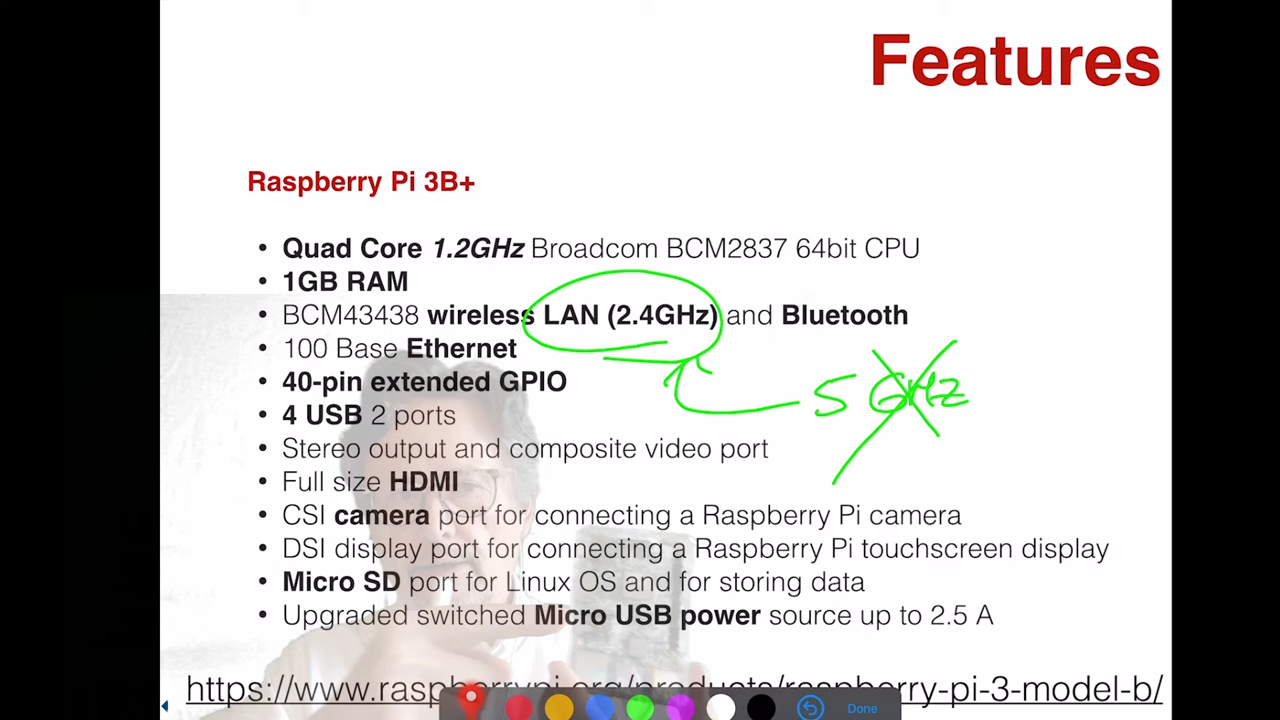 Features
Raspberry Pi 3B+
• Quad Core 1.2GHz Broadcom BCM2837 64bit CPU
• 1GB RAM
• BCM43438 wireless LAN (2.4GHz) and Bluetooth
• 100 Base Ethernet
5 GHz
• 40-pin extended GPIO
• 4 USB 2 ports
• Stereo output and composite video port
• Full size HDMI
• CSI camera port for connecting a Raspberry Pi camera
• DSI display port for connecting a Raspberry Pi touchscreen display
• Micro SD port for Linux OS and for storing data
• Upgraded switched Micro USB power source up to 2.5 A
https://www.raspberrypi.org/products/raspberry-pi-3-model-b/
Done